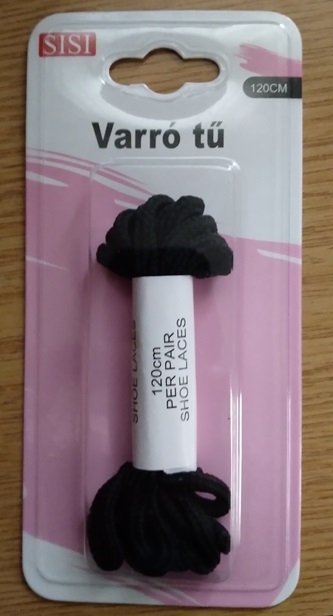 SISI
120CM
Varró tű
120cm
PER PAIR
SHOE LACES
SHOE LACES